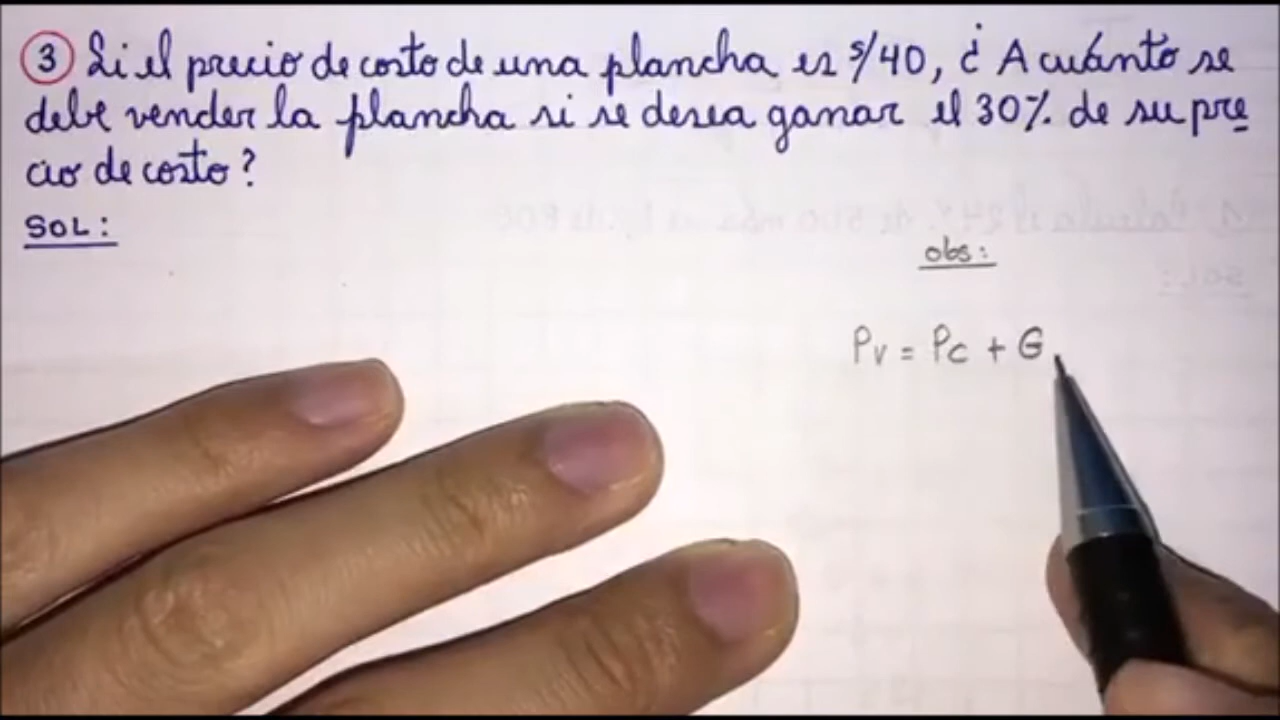 3 Si el precio de costo de una plancha es s/40, ¿ A cuánto se
debe vender la plancha si se desea ganar el 30% de su pre
cio de costo?
SOL:
obs:
Pv = Pc + G